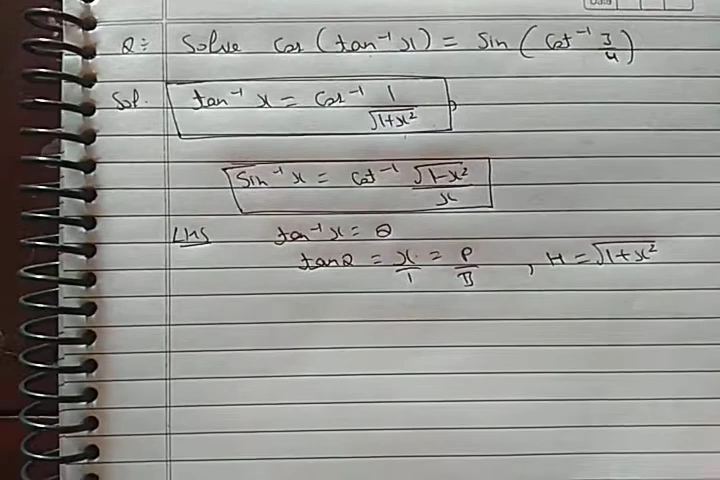 Q÷ Solve cos (tan⁻¹ x) = Sin (Cot⁻¹ 3/4)
Sol. tan⁻¹ x = Cos⁻¹ 1/√1+x²
Sin⁻¹ x = cot⁻¹ √1-x²/x
LHS tan⁻¹ x = θ
tanθ = x/1 = P/B , H = √1+x²